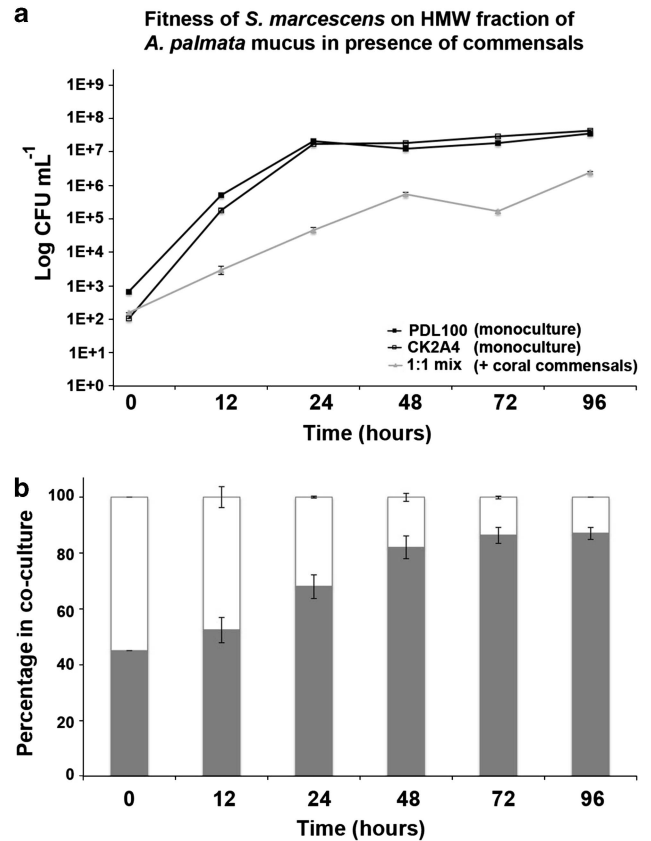 a
Fitness of S. marcescens on HMW fraction of
A. palmata mucus in presence of commensals
Log CFU mL-1
1E+9
1E+8
1E+7
1E+6
1E+5
1E+4
1E+3
1E+2
1E+1
1E+0
PDL100 (monoculture)
CK2A4 (monoculture)
1:1 mix (+ coral commensals)
0 12 24 48 72 96
Time (hours)
b
Percentage in co-culture
100
80
60
40
20
0
0 12 24 48 72 96
Time (hours)